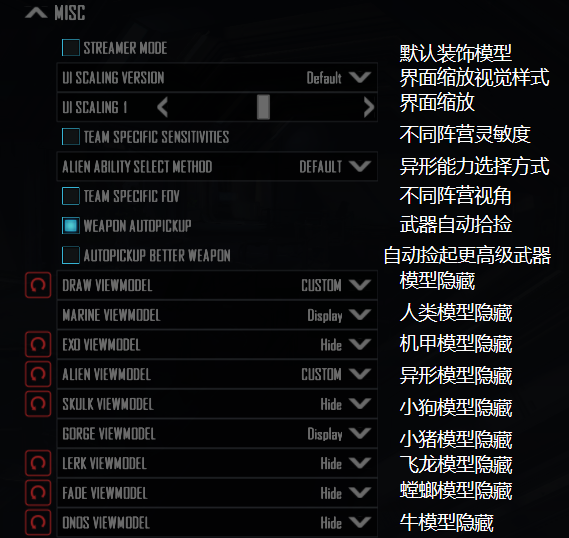 MISC
STREAMER MODE 默认装饰模型
UI SCALING VERSION Default 界面缩放视觉样式
UI SCALING 1 界面缩放
TEAM SPECIFIC SENSITIVITIES 不同阵营灵敏度
ALIEN ABILITY SELECT METHOD DEFAULT 异形能力选择方式
TEAM SPECIFIC FOV 不同阵营视角
WEAPON AUTOPICKUP 武器自动拾捡
AUTOPICKUP BETTER WEAPON 自动捡起更高级武器
DRAW VIEWMODEL CUSTOM 模型隐藏
MARINE VIEWMODEL Display 人类模型隐藏
EXO VIEWMODEL Hide 机甲模型隐藏
ALIEN VIEWMODEL CUSTOM 异形模型隐藏
SKULK VIEWMODEL Hide 小狗模型隐藏
GORGE VIEWMODEL Display 小猪模型隐藏
LERK VIEWMODEL Hide 飞龙模型隐藏
FADE VIEWMODEL Hide 螳螂模型隐藏
ONOS VIEWMODEL Hide 牛模型隐藏